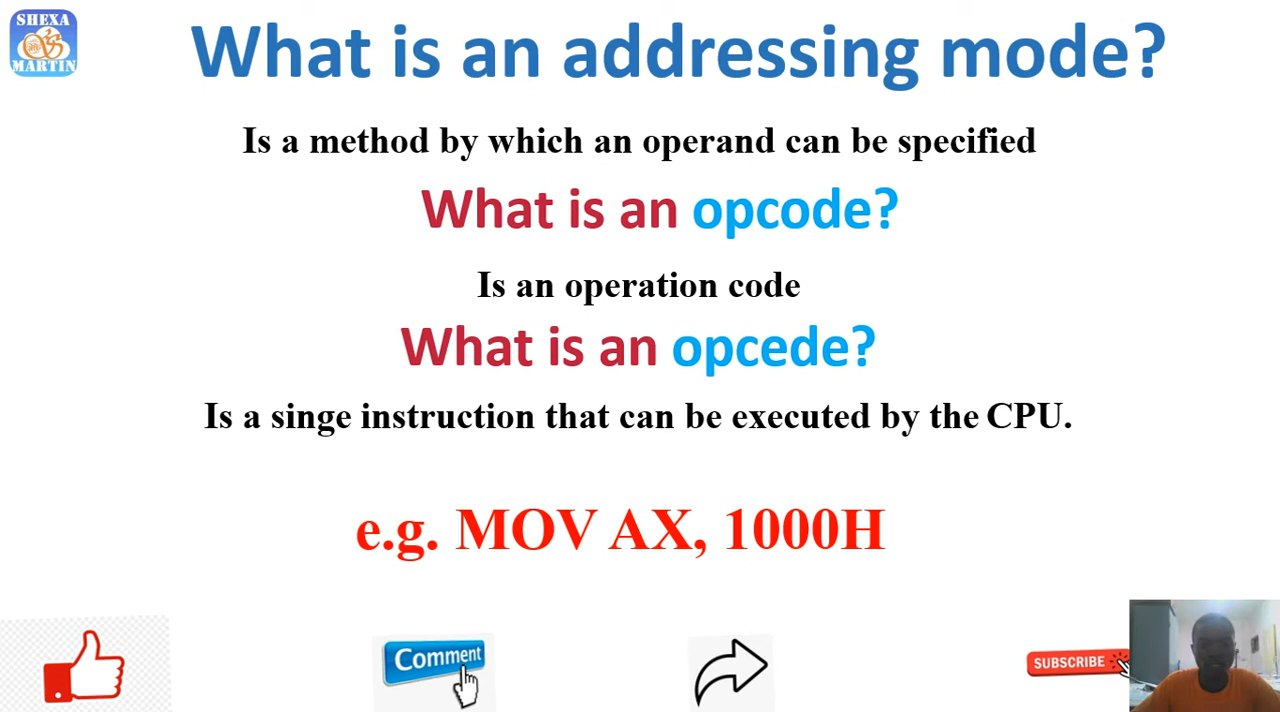 SHEXA
MARTIN
What is an addressing mode?
Is a method by which an operand can be specified
What is an opcode?
Is an operation code
What is an opcede?
Is a singe instruction that can be executed by the CPU.
e.g. MOV AX, 1000H
Comment
SUBSCRIBE